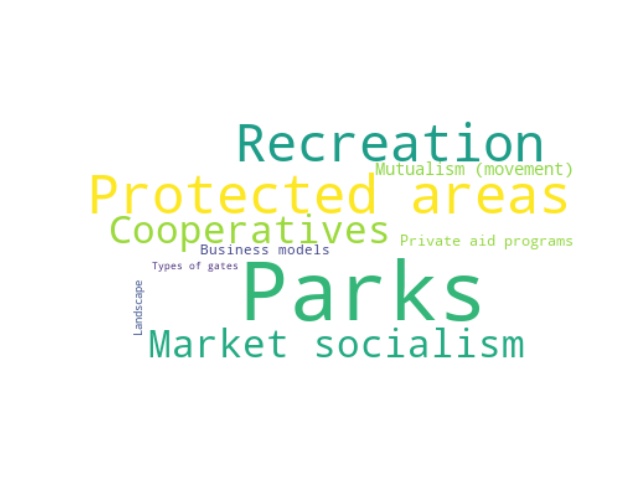 Recreation
Mutualism (movement)
Protected areas
Cooperatives
Private aid programs
Business models
Types of gates
Parks
Landscape
Market socialism